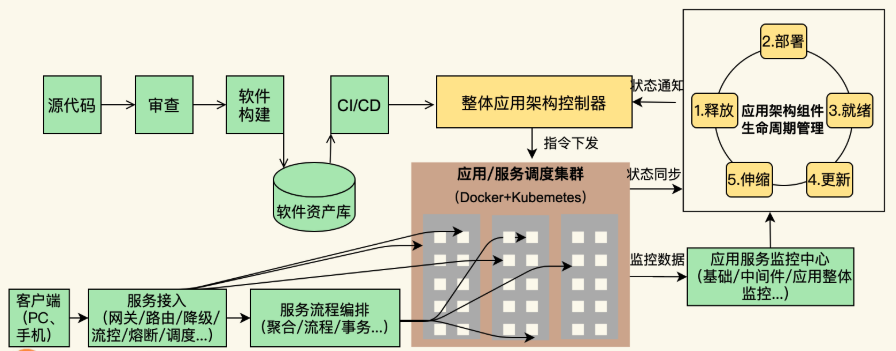 2.部署
源代码
审查
软件
构建
CI/CD
整体应用架构控制器
状态通知
1.释放
应用架构组件
生命周期管理
3.就绪
指令下发
5.伸缩
4.更新
软件资产库
应用/服务调度集群
（Docker+Kubemetes）
状态同步
监控数据
应用服务监控中心
（基础/中间件/应用整体
监控...）
客户端
（PC、
手机）
服务接入
（网关/路由/降级/
流控/熔断/调度...）
服务流程编排
（聚合/流程/事务...）